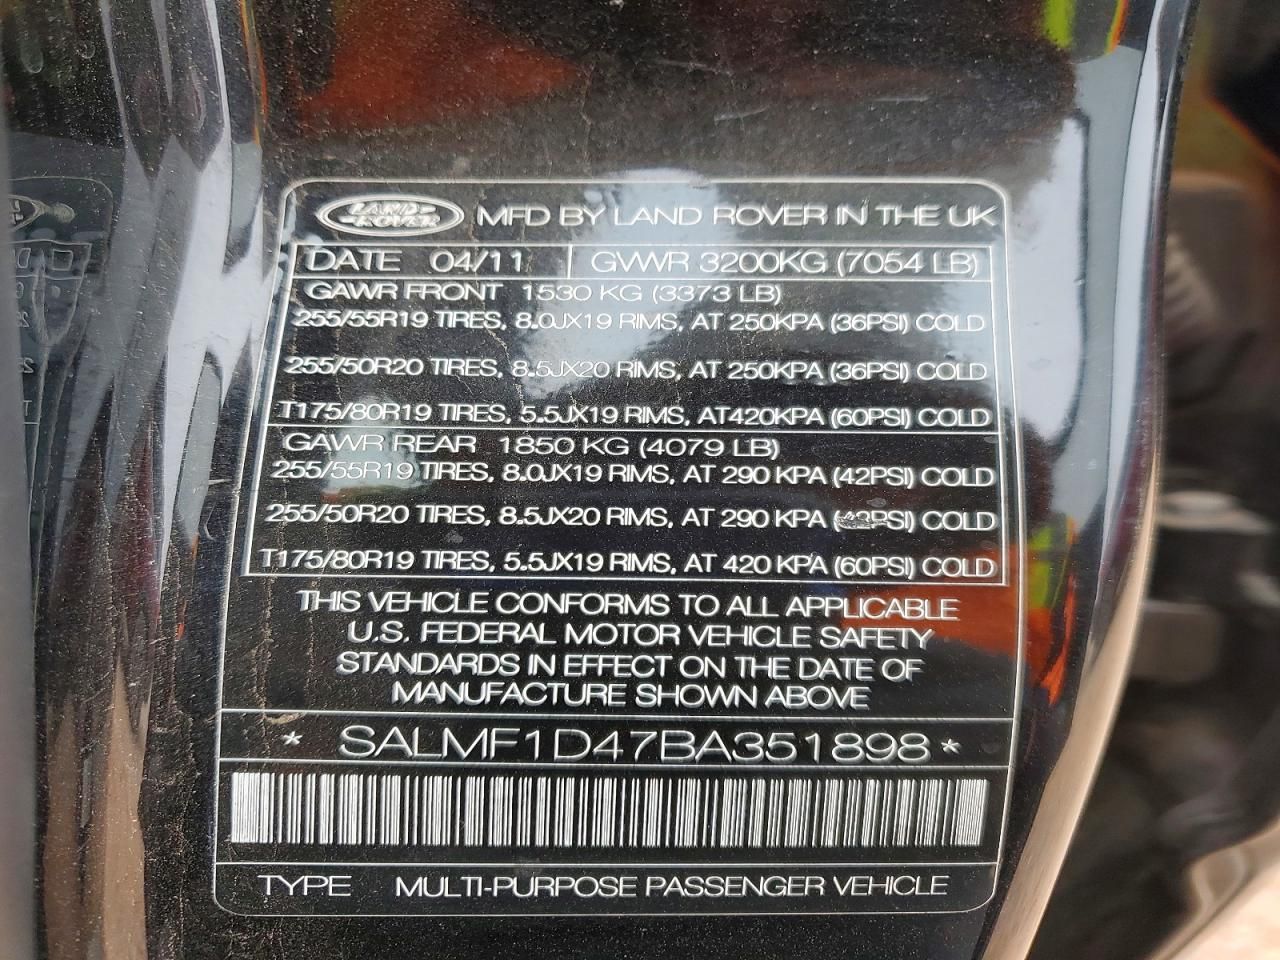 LAND ROVER MFD BY LAND ROVER IN THE UK
DATE 04/11 GVWR 3200KG (7054 LB)
GAWR FRONT 1530 KG (3373 LB)
255/55R19 TIRES, 8.0JX19 RIMS, AT 250KPA (36PSI) COLD
255/50R20 TIRES, 8.5JX20 RIMS, AT 250KPA (36PSI) COLD
T175/80R19 TIRES, 5.5JX19 RIMS, AT 420KPA (60PSI) COLD
GAWR REAR 1850 KG (4079 LB)
255/55R19 TIRES, 8.0JX19 RIMS, AT 290 KPA (42PSI) COLD
255/50R20 TIRES, 8.5JX20 RIMS, AT 290 KPA (42PSI) COLD
T175/80R19 TIRES, 5.5JX19 RIMS, AT 420 KPA (60PSI) COLD
THIS VEHICLE CONFORMS TO ALL APPLICABLE
U.S. FEDERAL MOTOR VEHICLE SAFETY
STANDARDS IN EFFECT ON THE DATE OF
MANUFACTURE SHOWN ABOVE
* SALMF1D47BA351898 *
TYPE MULTI-PURPOSE PASSENGER VEHICLE